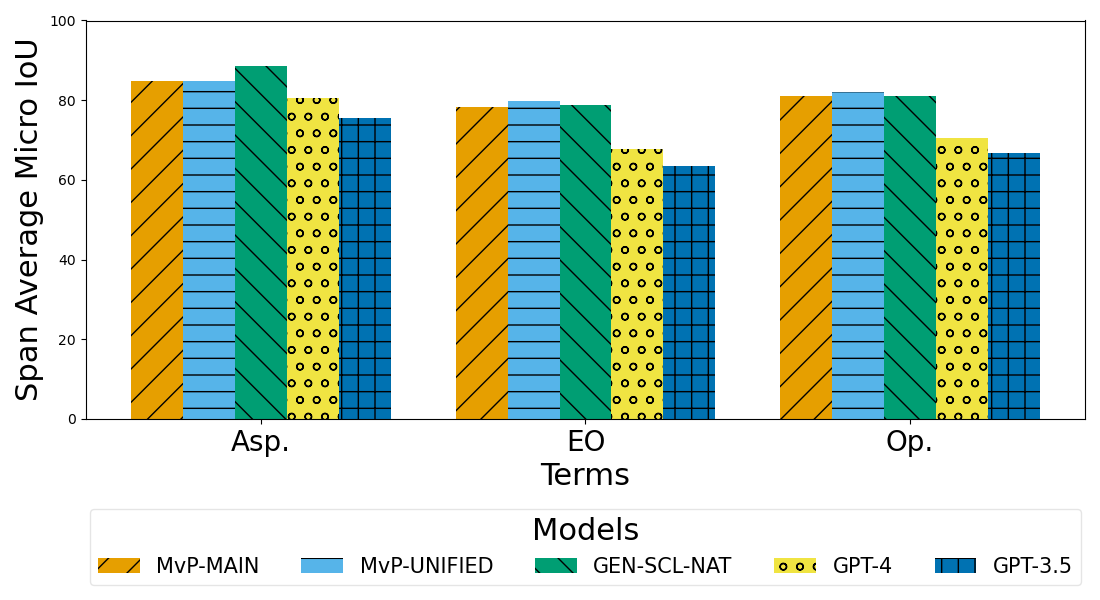 100
80
60
40
20
0
Span Average Micro IoU
Asp. EO Op.
Terms
Models
MvP-MAIN MvP-UNIFIED GEN-SCL-NAT GPT-4 GPT-3.5